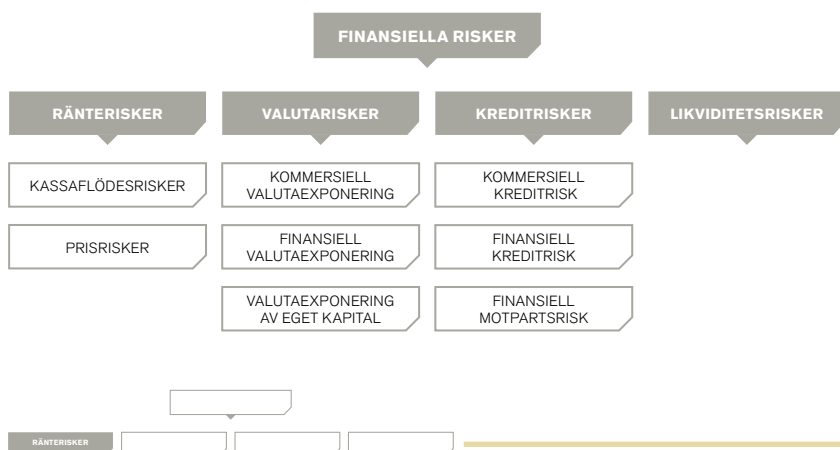 FINANSIELLA RISKER
RÄNTERISKER
VALUTARISKER
KREDITRISKER
LIKVIDITETSRISKER
KASSAFLÖDESRISKER
KOMMERSIELL
VALUTAEXPONERING
KOMMERSIELL
KREDITRISK
PRISRISKER
FINANSIELL
VALUTAEXPONERING
FINANSIELL
KREDITRISK
VALUTAEXPONERING
AV EGET KAPITAL
FINANSIELL
MOTPARTSRISK
RÄNTERISKER